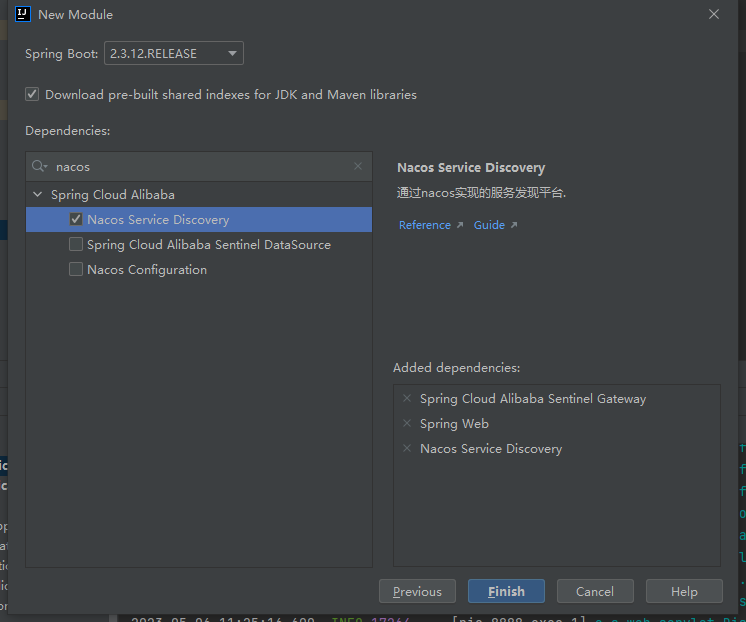 New Module
Spring Boot: 2.3.12.RELEASE
Download pre-built shared indexes for JDK and Maven libraries
Dependencies:
nacos
Spring Cloud Alibaba
Nacos Service Discovery
Spring Cloud Alibaba Sentinel DataSource
Nacos Configuration
Nacos Service Discovery
通过nacos实现的服务发现平台.
Reference Guide
Added dependencies:
Spring Cloud Alibaba Sentinel Gateway
Spring Web
Nacos Service Discovery
Previous Finish Cancel Help